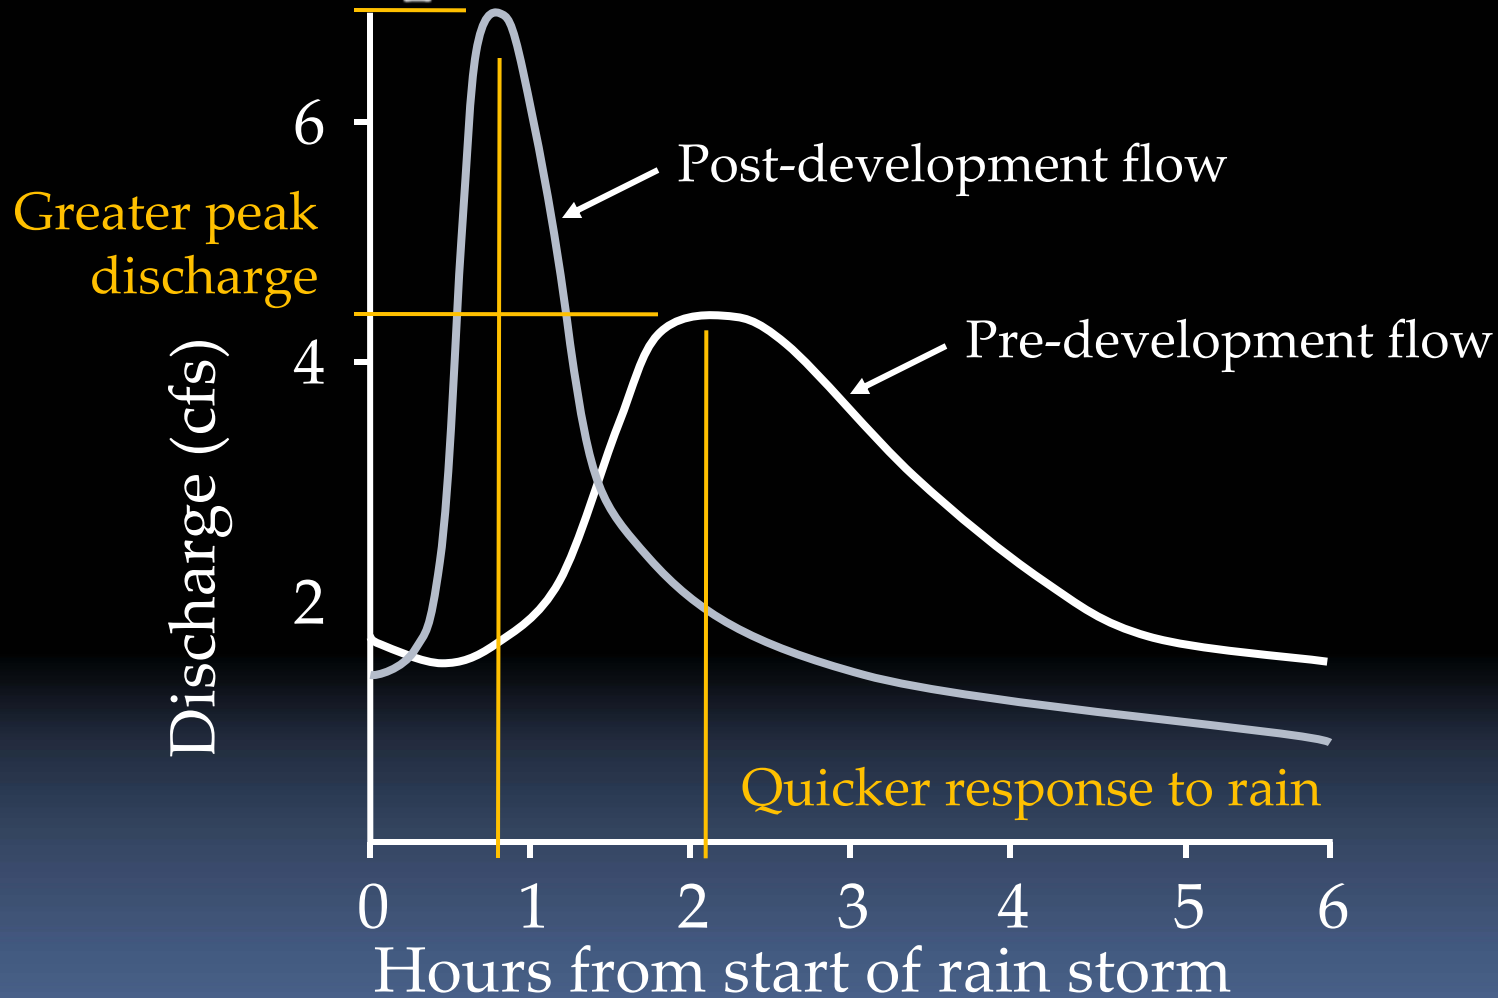 6
Post-development flow
Greater peak
discharge
Pre-development flow
4
Discharge (cfs)
2
Quicker response to rain
0 1 2 3 4 5 6
Hours from start of rain storm